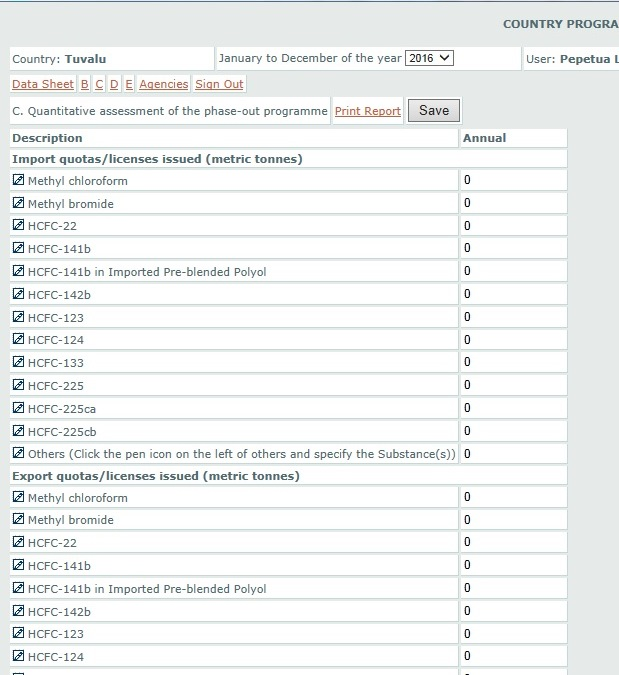 COUNTRY PROGRA
Country: Tuvalu January to December of the year 2016 User: Pepetua L
Data Sheet B C D E Agencies Sign Out
C. Quantitative assessment of the phase-out programme Print Report Save
Description Annual
Import quotas/licenses issued (metric tonnes)
Methyl chloroform 0
Methyl bromide 0
HCFC-22 0
HCFC-141b 0
HCFC-141b in Imported Pre-blended Polyol 0
HCFC-142b 0
HCFC-123 0
HCFC-124 0
HCFC-133 0
HCFC-225 0
HCFC-225ca 0
HCFC-225cb 0
Others (Click the pen icon on the left of others and specify the Substance(s)) 0
Export quotas/licenses issued (metric tonnes)
Methyl chloroform 0
Methyl bromide 0
HCFC-22 0
HCFC-141b 0
HCFC-141b in Imported Pre-blended Polyol 0
HCFC-142b 0
HCFC-123 0
HCFC-124 0